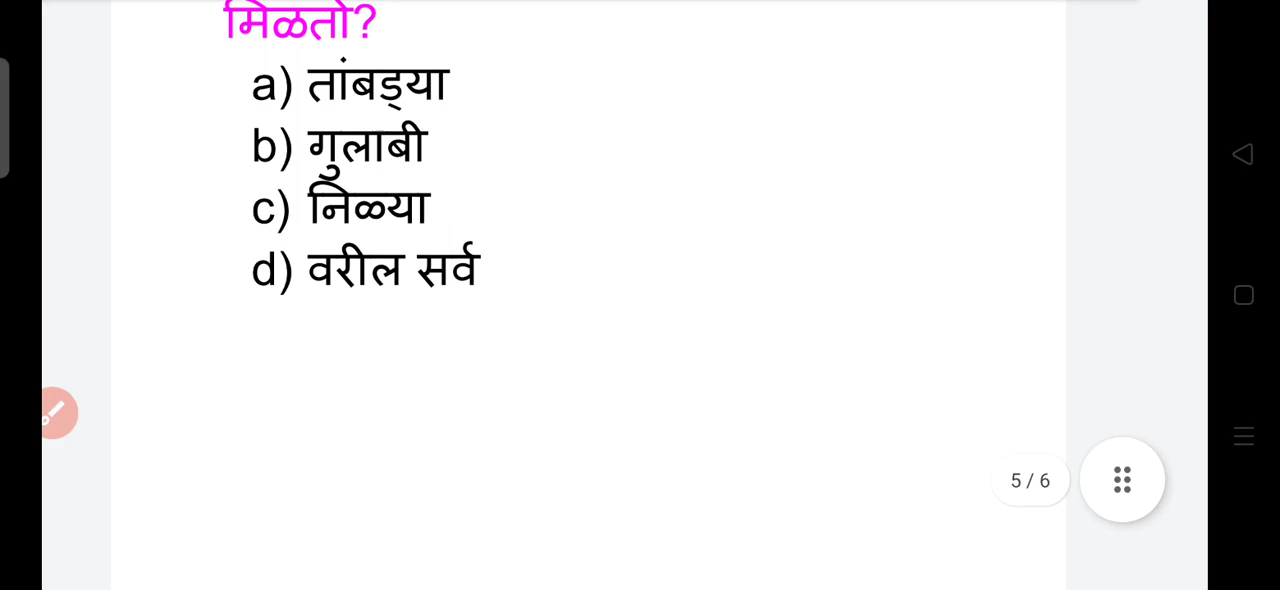 मिळतो?
a) तांबड्या
b) गुलाबी
c) निळ्या
d) वरील सर्व
5 / 6